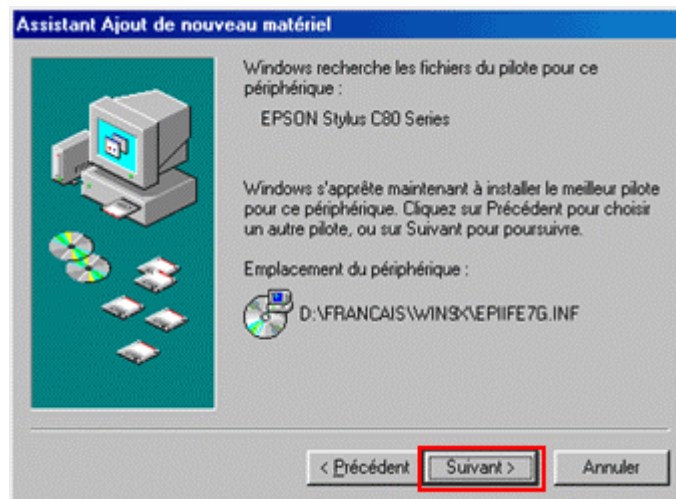 Assistant Ajout de nouveau matériel
Windows recherche les fichiers du pilote pour ce
périphérique :
EPSON Stylus C80 Series
Windows s'apprête maintenant à installer le meilleur pilote
pour ce périphérique. Cliquez sur Précédent pour choisir
un autre pilote, ou sur Suivant pour poursuivre.
Emplacement du périphérique :
D:\FRANCAIS\WIN9X\EPIIFE7G.INF
< Précédent Suivant > Annuler